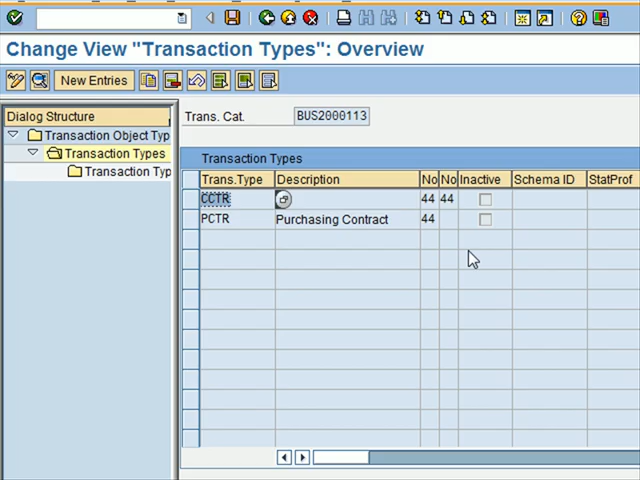 Change View "Transaction Types": Overview
New Entries
Dialog Structure
Transaction Object Typ
Transaction Types
Transaction Typ
Trans. Cat. BUS2000113
Transaction Types
Trans.Type Description No No Inactive Schema ID StatProf
CCTR 44 44
PCTR Purchasing Contract 44